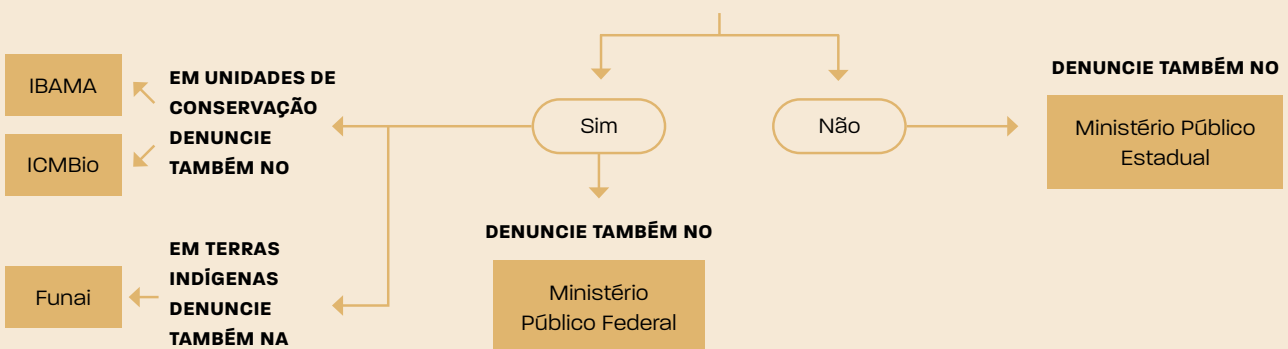 IBAMA
ICMBio
EM UNIDADES DE
CONSERVAÇÃO
DENUNCIE
TAMBÉM NO
Funai
EM TERRAS
INDÍGENAS
DENUNCIE
TAMBÉM NA
Sim
DENUNCIE TAMBÉM NO
Ministério
Público Federal
Não
DENUNCIE TAMBÉM NO
Ministério Público
Estadual